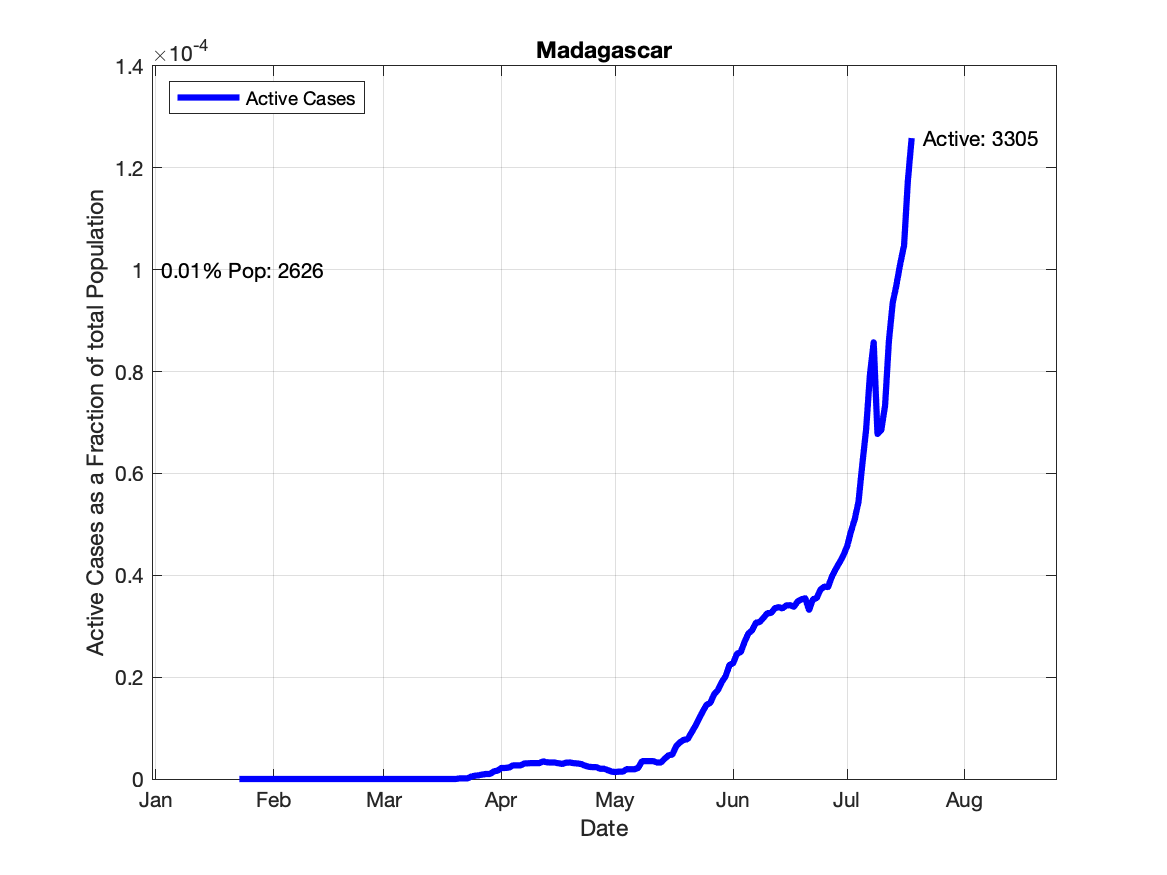 Madagascar
×10-4
1.4
Active Cases
Active: 3305
1.2
1
0.01% Pop: 2626
0.8
0.6
0.4
0.2
0
Active Cases as a Fraction of total Population
Jan Feb Mar Apr May Jun Jul Aug
Date